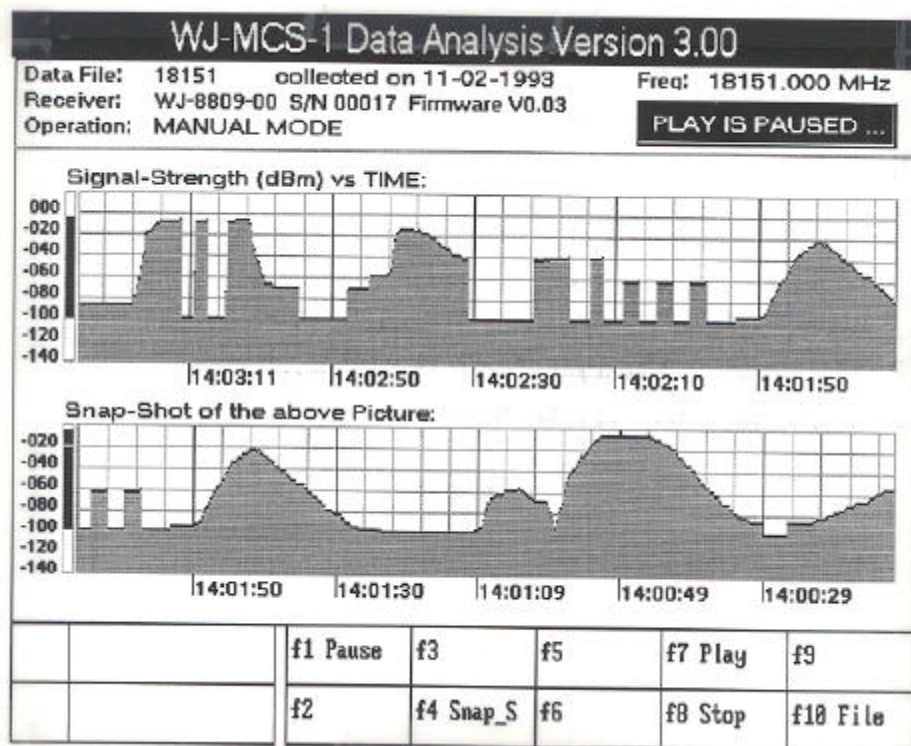 WJ-MCS-1 Data Analysis Version 3.00
Data File: 18151 collected on 11-02-1993 Freq: 18151.000 MHz
Receiver: WJ-8809-00 S/N 00017 Firmware V0.03
Operation: MANUAL MODE PLAY IS PAUSED ...
Signal-Strength (dBm) vs TIME:
000
-020
-040
-060
-080
-100
-120
-140
14:03:11 14:02:50 14:02:30 14:02:10 14:01:50
Snap-Shot of the above Picture:
-020
-040
-060
-080
-100
-120
-140
14:01:50 14:01:30 14:01:09 14:00:49 14:00:29
f1 Pause f3 f5 f7 Play f9
f2 f4 Snap_S f6 f8 Stop f10 File